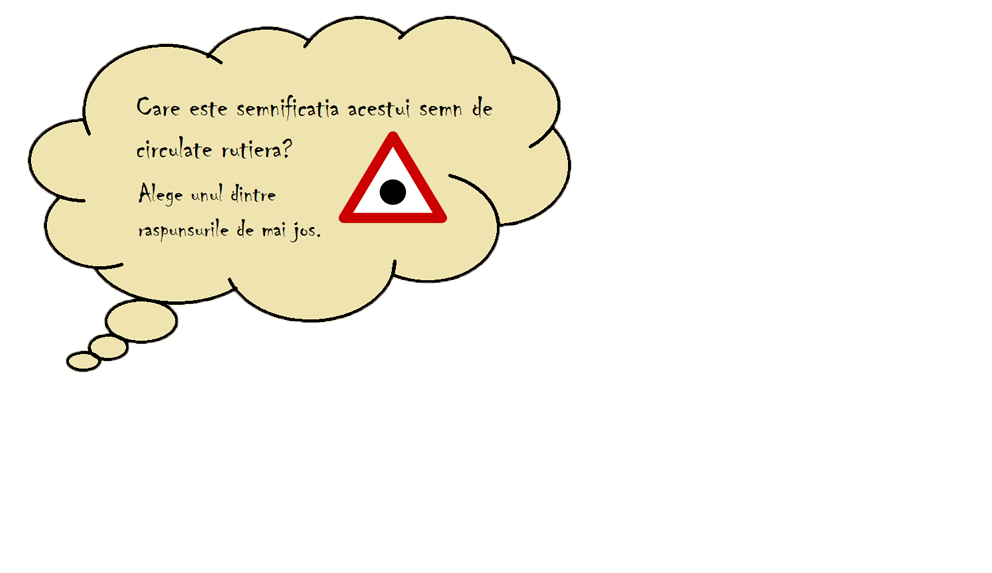 Care este semnificatia acestui semn de
circulate rutiera?
Alege unul dintre
raspunsurile de mai jos.